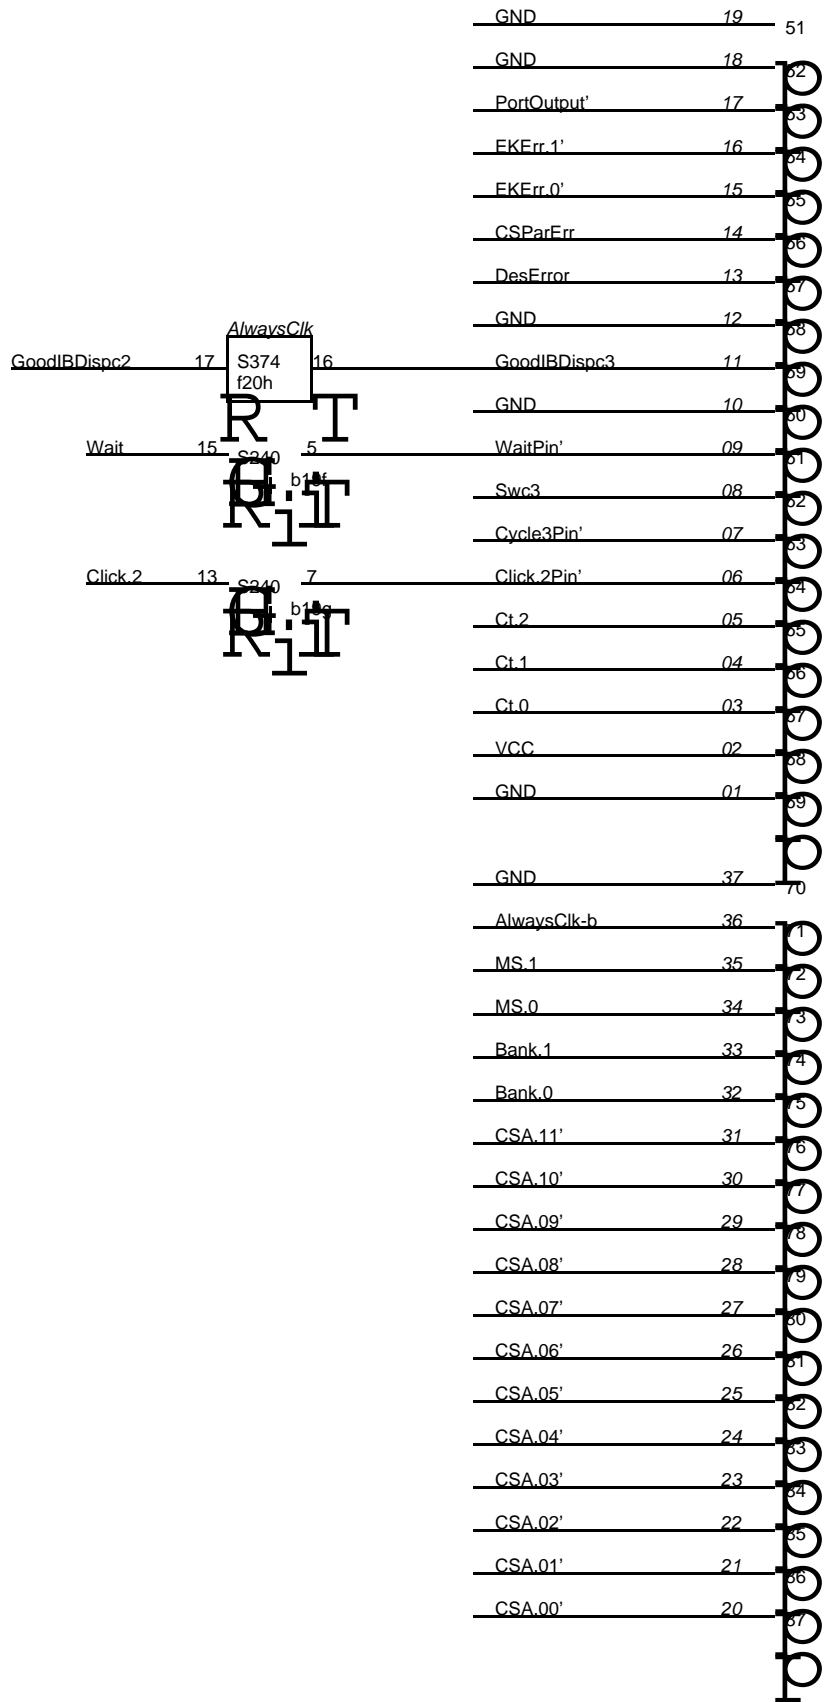 GND 19 51
GND 18 52
PortOutput' 17 53
EKErr.1' 16 54
EKErr.0' 15 55
CSParErr 14 56
DesError 13 57
GND 12 58
AlwaysClk
GoodIBDispc2 17 S374 16 GoodIBDispc3 11 59
f20h
GND 10 60
R T
Wait 15 S240 5 WaitPin' 09 61
Swc3 08 62
Cycle3Pin' 07 63
Click.2 13 S240 7 Click.2Pin' 06 64
Ct.2 05 65
Ct.1 04 66
Ct.0 03 67
VCC 02 68
GND 01 69
GND 37 70
AlwaysClk-b 36 71
MS.1 35 72
MS.0 34 73
Bank.1 33 74
Bank.0 32 75
CSA.11' 31 76
CSA.10' 30 77
CSA.09' 29 78
CSA.08' 28 79
CSA.07' 27 80
CSA.06' 26 81
CSA.05' 25 82
CSA.04' 24 83
CSA.03' 23 84
CSA.02' 22 85
CSA.01' 21 86
CSA.00' 20 87